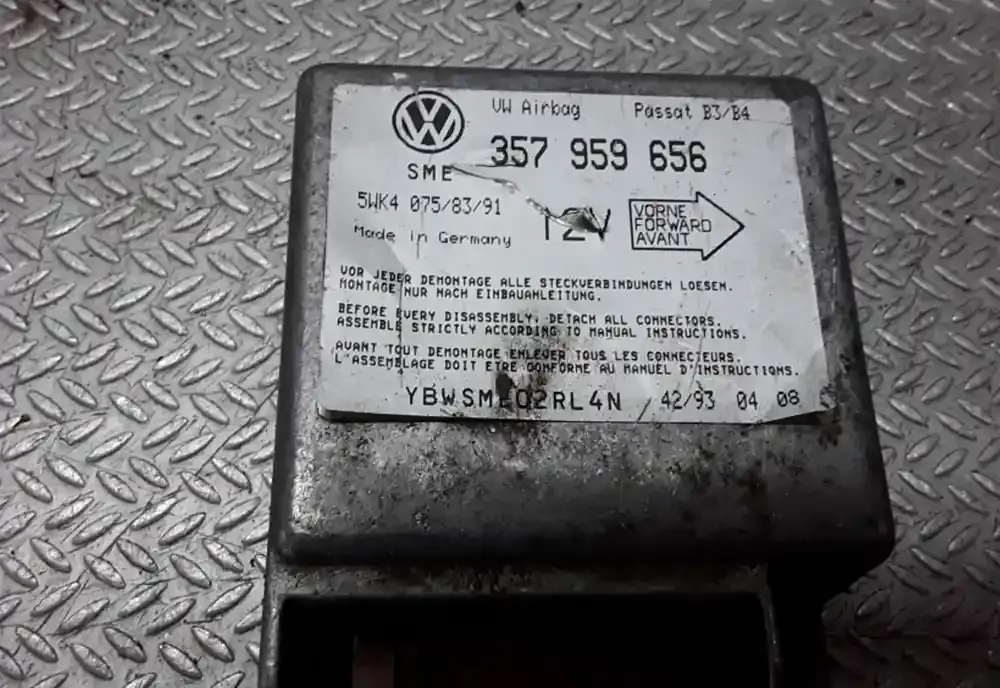 VW Airbag Passat B3/B4
357 959 656
SME
5WK4 075/83/91
Made in Germany
12V
VORNE
FORWARD
AVANT
VOR JEDER DEMONTAGE ALLE STECKVERBINDUNGEN LOESEN.
MONTAGE NUR NACH EINBAUANLEITUNG.
BEFORE EVERY DISASSEMBLY, DETACH ALL CONNECTORS.
ASSEMBLE STRICTLY ACCORDING TO MANUAL INSTRUCTIONS.
AVANT TOUT DEMONTAGE ENLEVER TOUS LES CONNECTEURS.
L'ASSEMBLAGE DOIT ETRE CONFORME AU MANUEL D'INSTRUCTIONS.
42/93 04 08